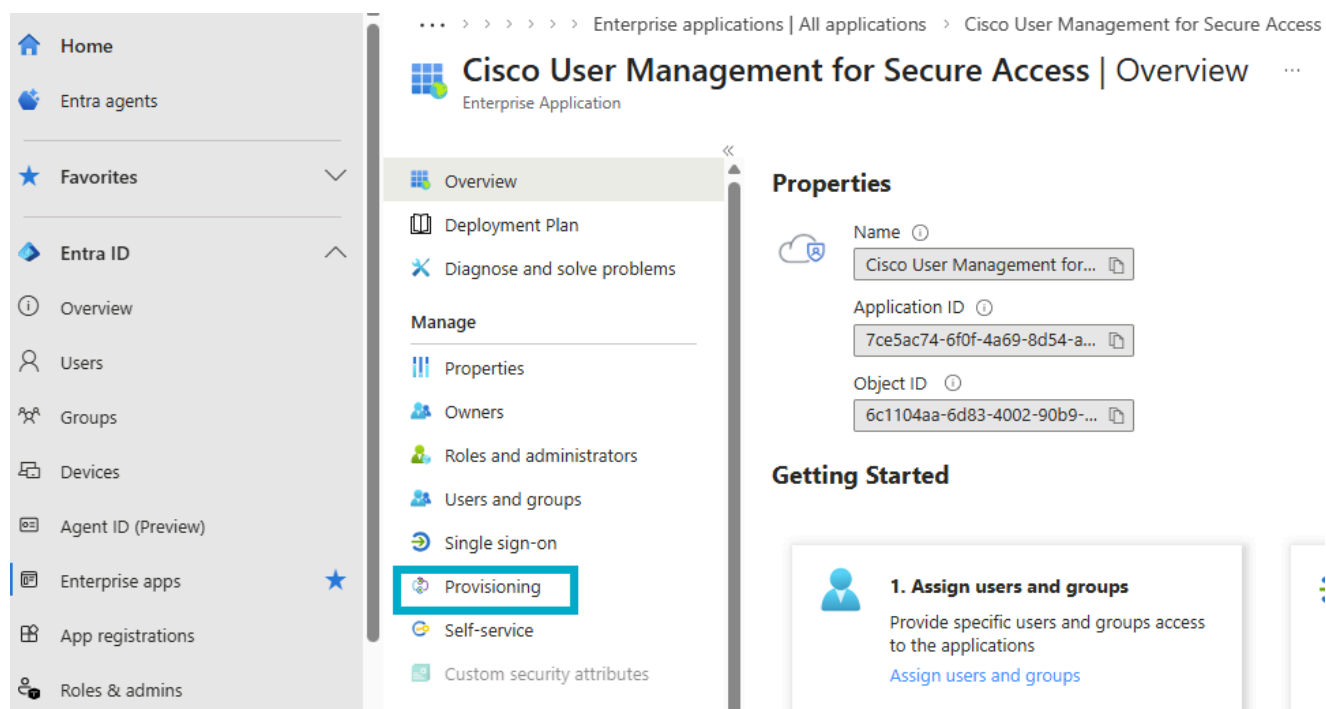 Home
Entra agents
Favorites
Entra ID
Overview
Users
Groups
Devices
Agent ID (Preview)
Enterprise apps
App registrations
Roles & admins
··· > > > > > > Enterprise applications | All applications > Cisco User Management for Secure Access
Cisco User Management for Secure Access | Overview ···
Enterprise Application
«
Overview
Deployment Plan
Diagnose and solve problems
Manage
Properties
Owners
Roles and administrators
Users and groups
Single sign-on
Provisioning
Self-service
Custom security attributes
Properties
Name
Cisco User Management for...
Application ID
7ce5ac74-6f0f-4a69-8d54-a...
Object ID
6c1104aa-6d83-4002-90b9-...
Getting Started
1. Assign users and groups
Provide specific users and groups access
to the applications
Assign users and groups